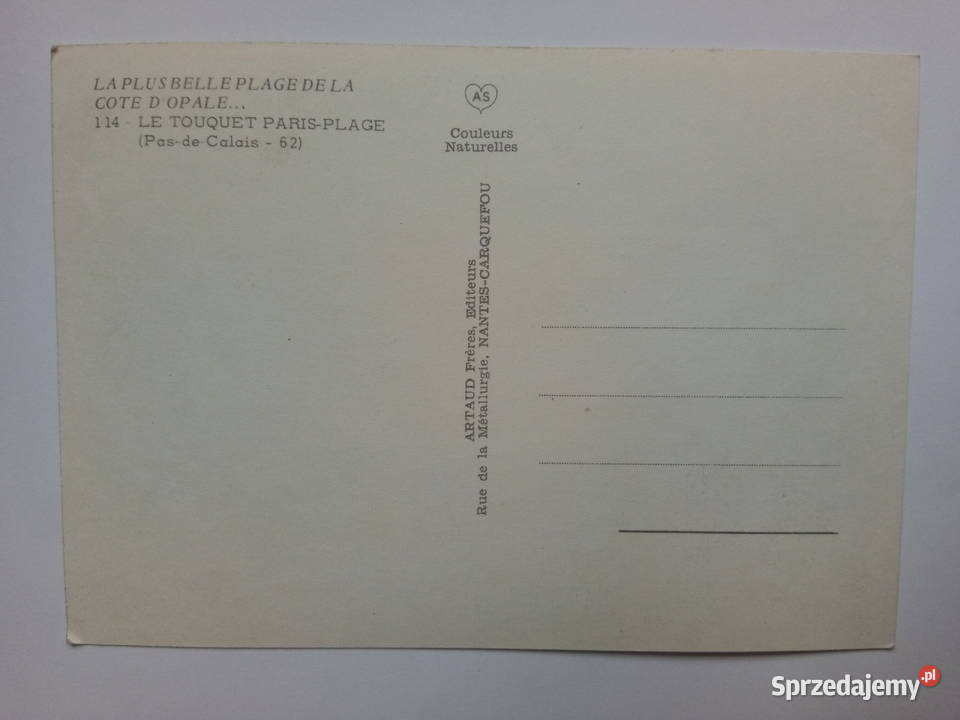 LA PLUS BELLE PLAGE DE LA
COTE D'OPALE...
114 - LE TOUQUET PARIS-PLAGE
(Pas-de-Calais - 62)
AS
Couleurs
Naturelles
ARTAUD Frères, Editeurs
Rue de la Métallurgie, NANTES-CARQUEFOU
Sprzedajemy.pl